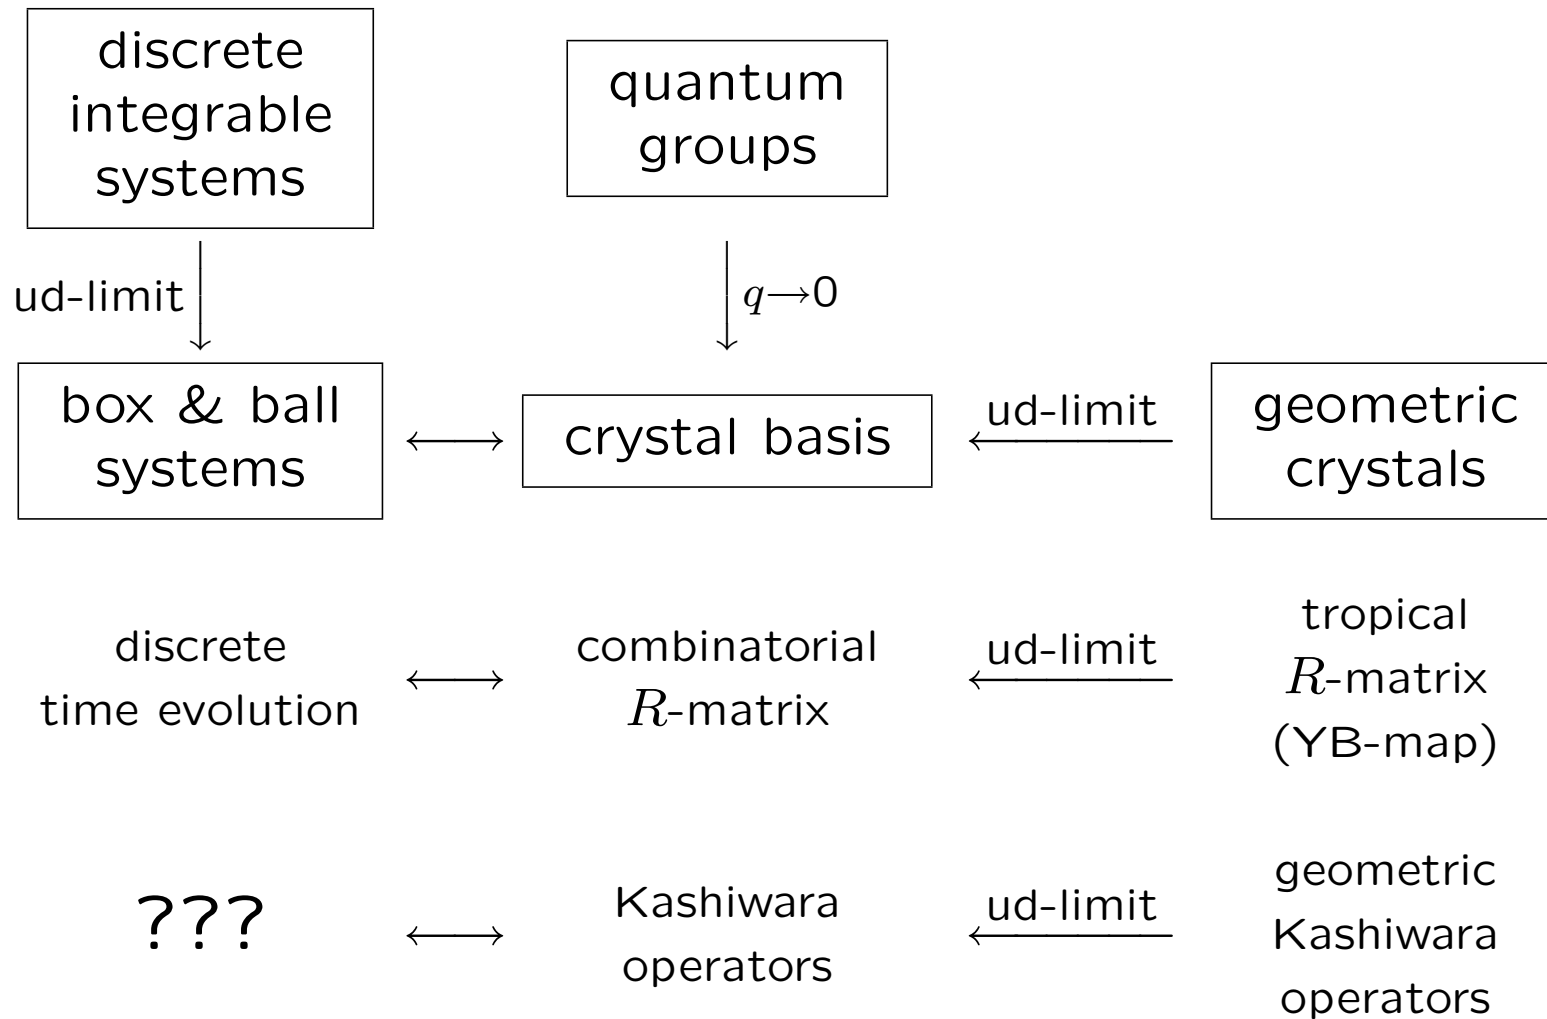 discrete
integrable
systems
quantum
groups
ud-limit
q→0
box & ball
systems
crystal basis
ud-limit
geometric
crystals
discrete
time evolution
combinatorial
R-matrix
ud-limit
tropical
R-matrix
(YB-map)
???
Kashiwara
operators
ud-limit
geometric
Kashiwara
operators